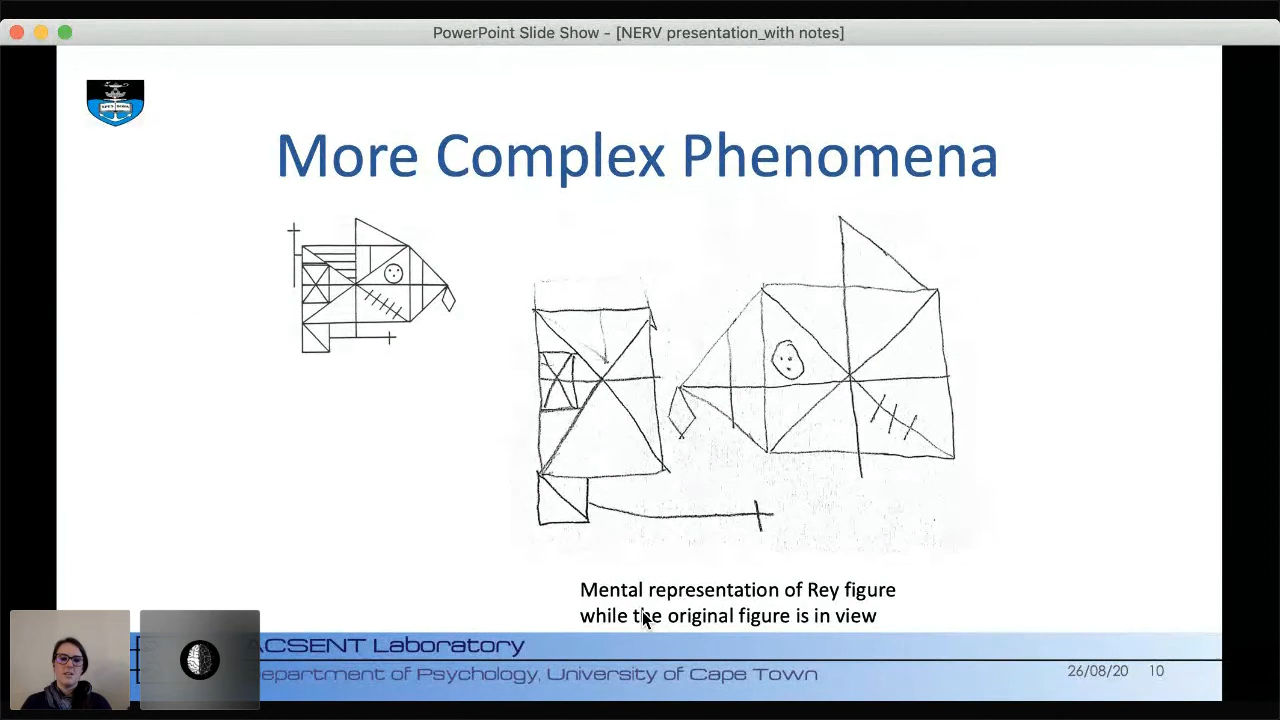 PowerPoint Slide Show - [NERV presentation_with notes]
More Complex Phenomena
Mental representation of Rey figure
while the original figure is in view
ACSENT Laboratory
Department of Psychology, University of Cape Town
26/08/20 10